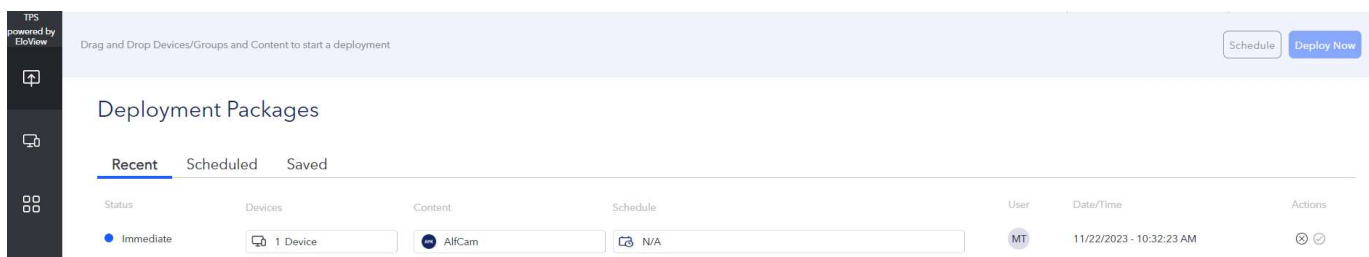 TPS
powered by
EloView
Drag and Drop Devices/Groups and Content to start a deployment
Schedule
Deploy Now
Deployment Packages
Recent Scheduled Saved
Status Devices Content Schedule User Date/Time Actions
Immediate 1 Device APK AlfCam N/A MT 11/22/2023 - 10:32:23 AM